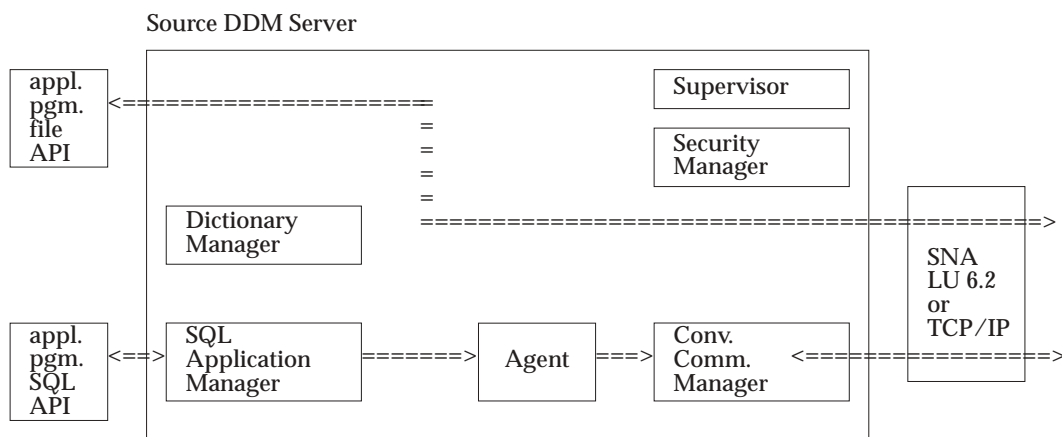 Source DDM Server
appl.
pgm.
file
API
<==================
=
=
=
=
=====================================>
Supervisor
Security
Manager
Dictionary
Manager
SNA
LU 6.2
or
TCP/IP
appl.
pgm.
SQL
API
<===>
SQL
Application
Manager
=======>
Agent
====>
Conv.
Comm.
Manager
<================>